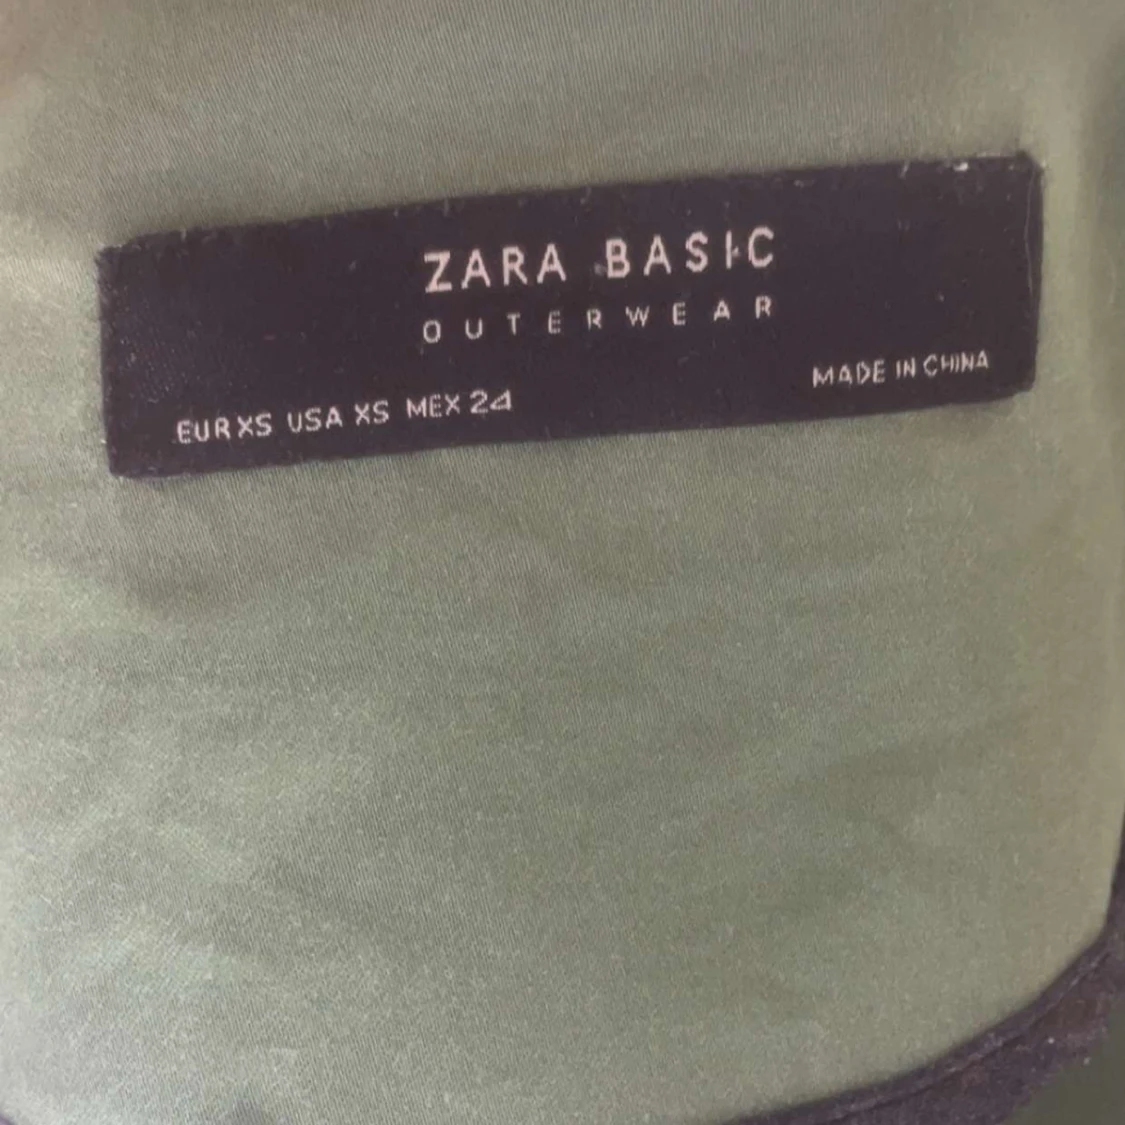 ZARA BASIC
OUTERWEAR
MADE IN CHINA
EUR XS USA XS MEX 24